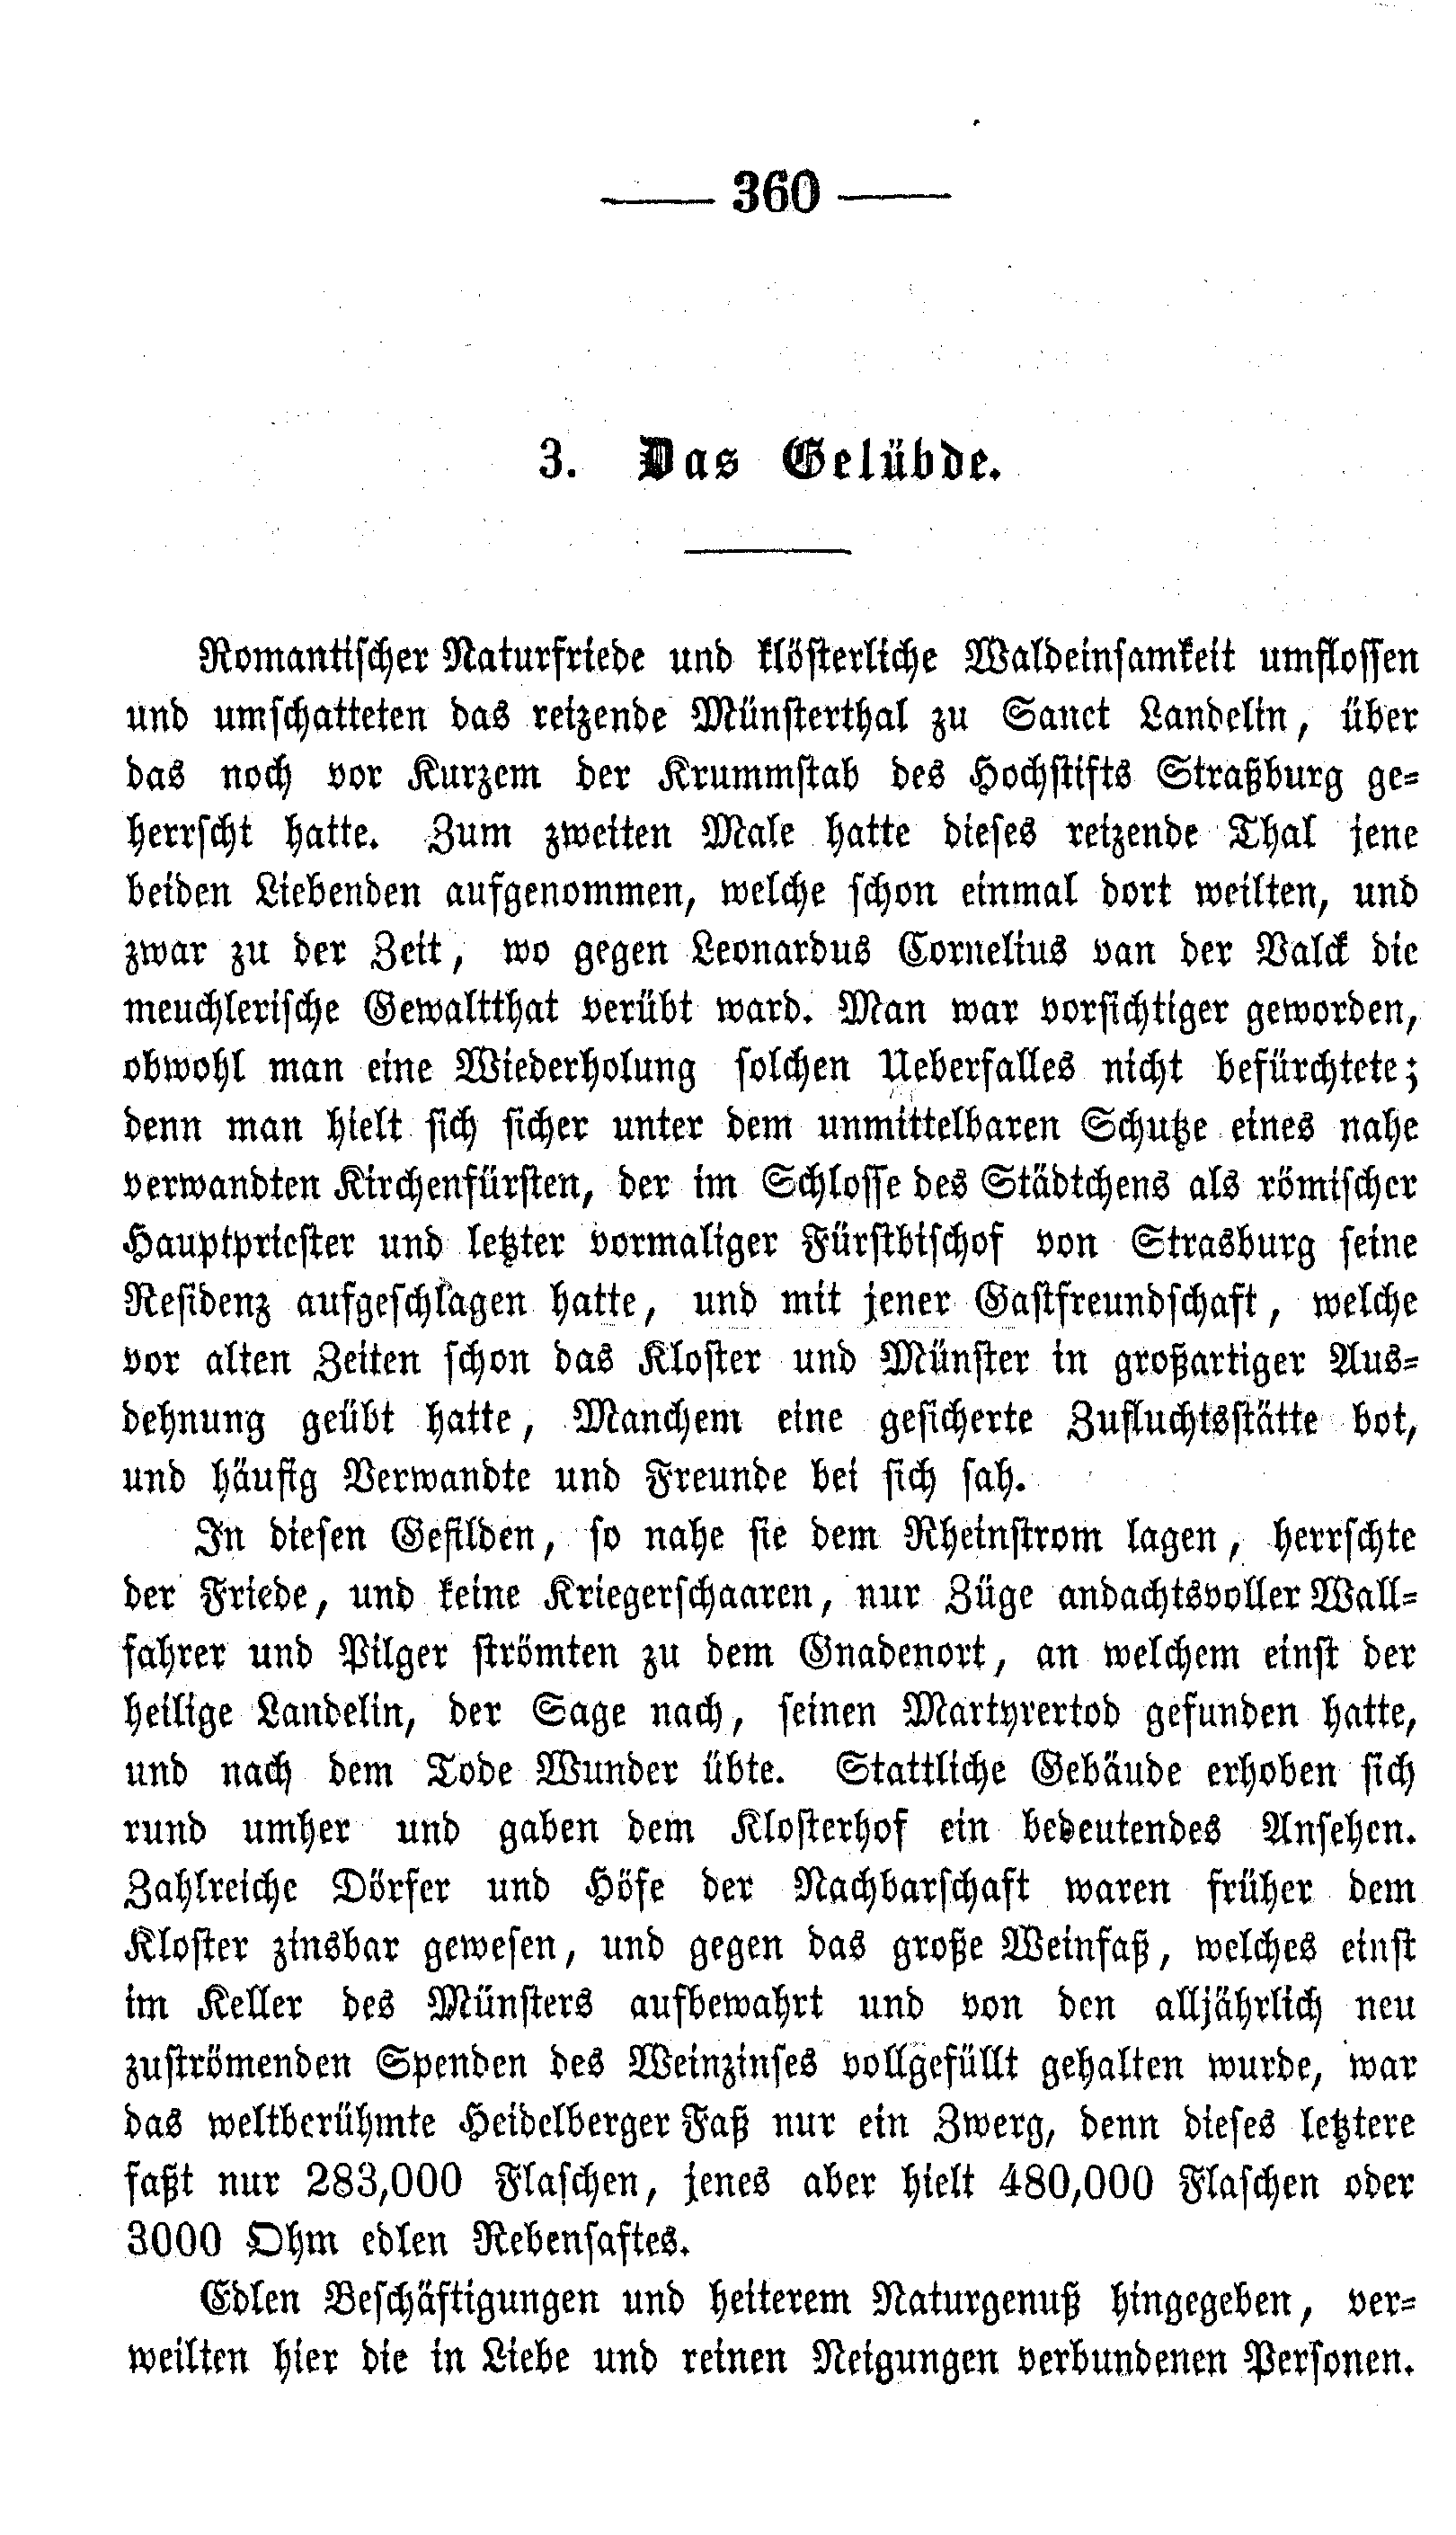 — 360 —
3. Das Gelübde.
Romantischer Naturfriede und klösterliche Waldeinsamkeit umflossen
und umschatteten das reizende Münsterthal zu Sanct Landelin, über
das noch vor Kurzem der Krummstab des Hochstifts Straßburg ge=
herrscht hatte. Zum zweiten Male hatte dieses reizende Thal jene
beiden Liebenden aufgenommen, welche schon einmal dort weilten, und
zwar zu der Zeit, wo gegen Leonardus Cornelius van der Valck die
meuchlerische Gewaltthat verübt ward. Man war vorsichtiger geworden,
obwohl man eine Wiederholung solchen Ueberfalles nicht befürchtete;
denn man hielt sich sicher unter dem unmittelbaren Schutze eines nahe
verwandten Kirchenfürsten, der im Schlosse des Städtchens als römischer
Hauptpriester und letzter vormaliger Fürstbischof von Strasburg seine
Residenz aufgeschlagen hatte, und mit jener Gastfreundschaft, welche
vor alten Zeiten schon das Kloster und Münster in großartiger Aus=
dehnung geübt hatte, Manchem eine gesicherte Zufluchtsstätte bot,
und häufig Verwandte und Freunde bei sich sah.
In diesen Gefilden, so nahe sie dem Rheinstrom lagen, herrschte
der Friede, und keine Kriegerschaaren, nur Züge andachtsvoller Wall=
fahrer und Pilger strömten zu dem Gnadenort, an welchem einst der
heilige Landelin, der Sage nach, seinen Martyrertod gefunden hatte,
und nach dem Tode Wunder übte. Stattliche Gebäude erhoben sich
rund umher und gaben dem Klosterhof ein bedeutendes Ansehen.
Zahlreiche Dörfer und Höfe der Nachbarschaft waren früher dem
Kloster zinsbar gewesen, und gegen das große Weinfaß, welches einst
im Keller des Münsters aufbewahrt und von den alljährlich neu
zuströmenden Spenden des Weinzinses vollgefüllt gehalten wurde, war
das weltberühmte Heidelberger Faß nur ein Zwerg, denn dieses letztere
faßt nur 283,000 Flaschen, jenes aber hielt 480,000 Flaschen oder
3000 Ohm edlen Rebensaftes.
Edlen Beschäftigungen und heiterem Naturgenuß hingegeben, ver=
weilten hier die in Liebe und reinen Neigungen verbundenen Personen.